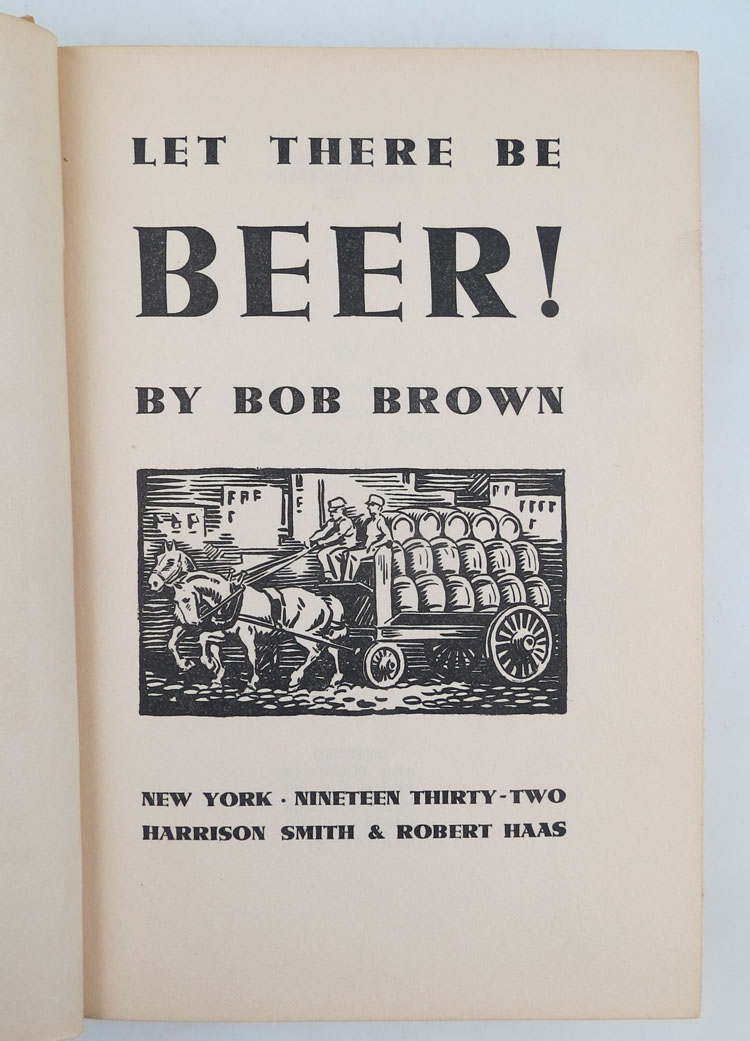 LET THERE BE
BEER!
BY BOB BROWN
NEW YORK · NINETEEN THIRTY-TWO
HARRISON SMITH & ROBERT HAAS